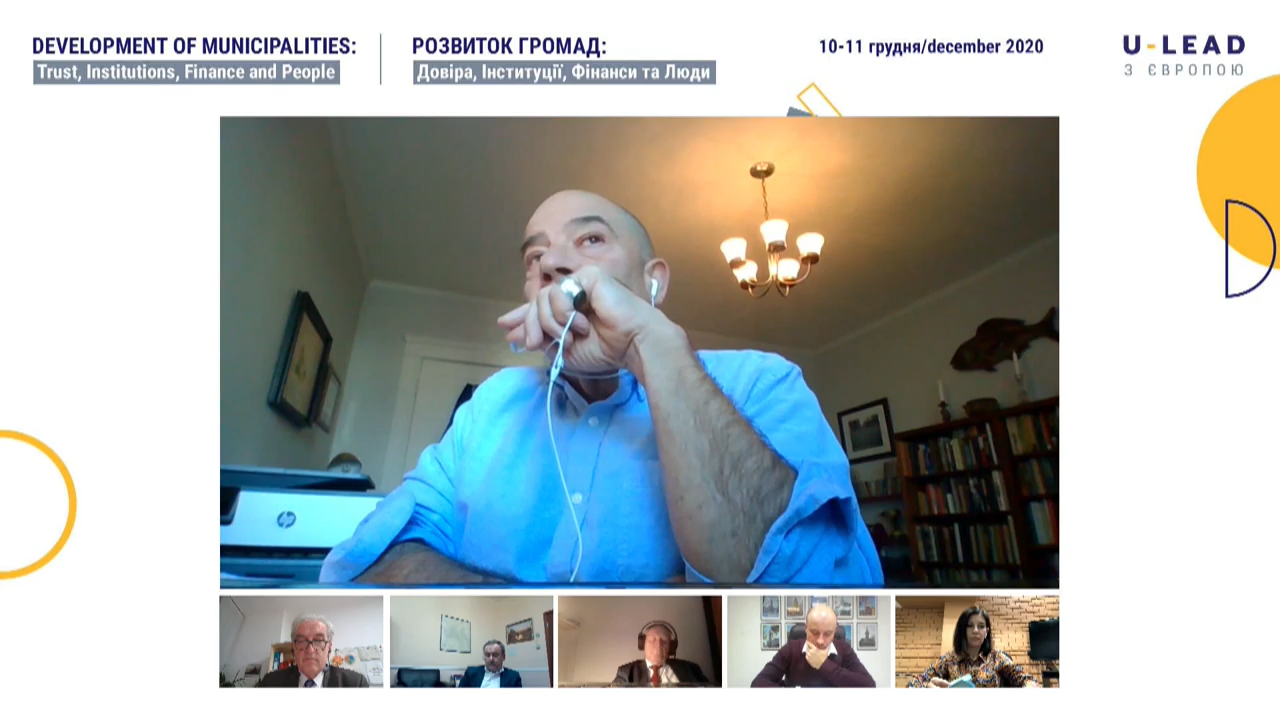 DEVELOPMENT OF MUNICIPALITIES:
Trust, Institutions, Finance and People
РОЗВИТОК ГРОМАД:
Довіра, Інституції, Фінанси та Люди
10-11 грудня/december 2020
U-LEAD
З ЄВРОПОЮ
hp